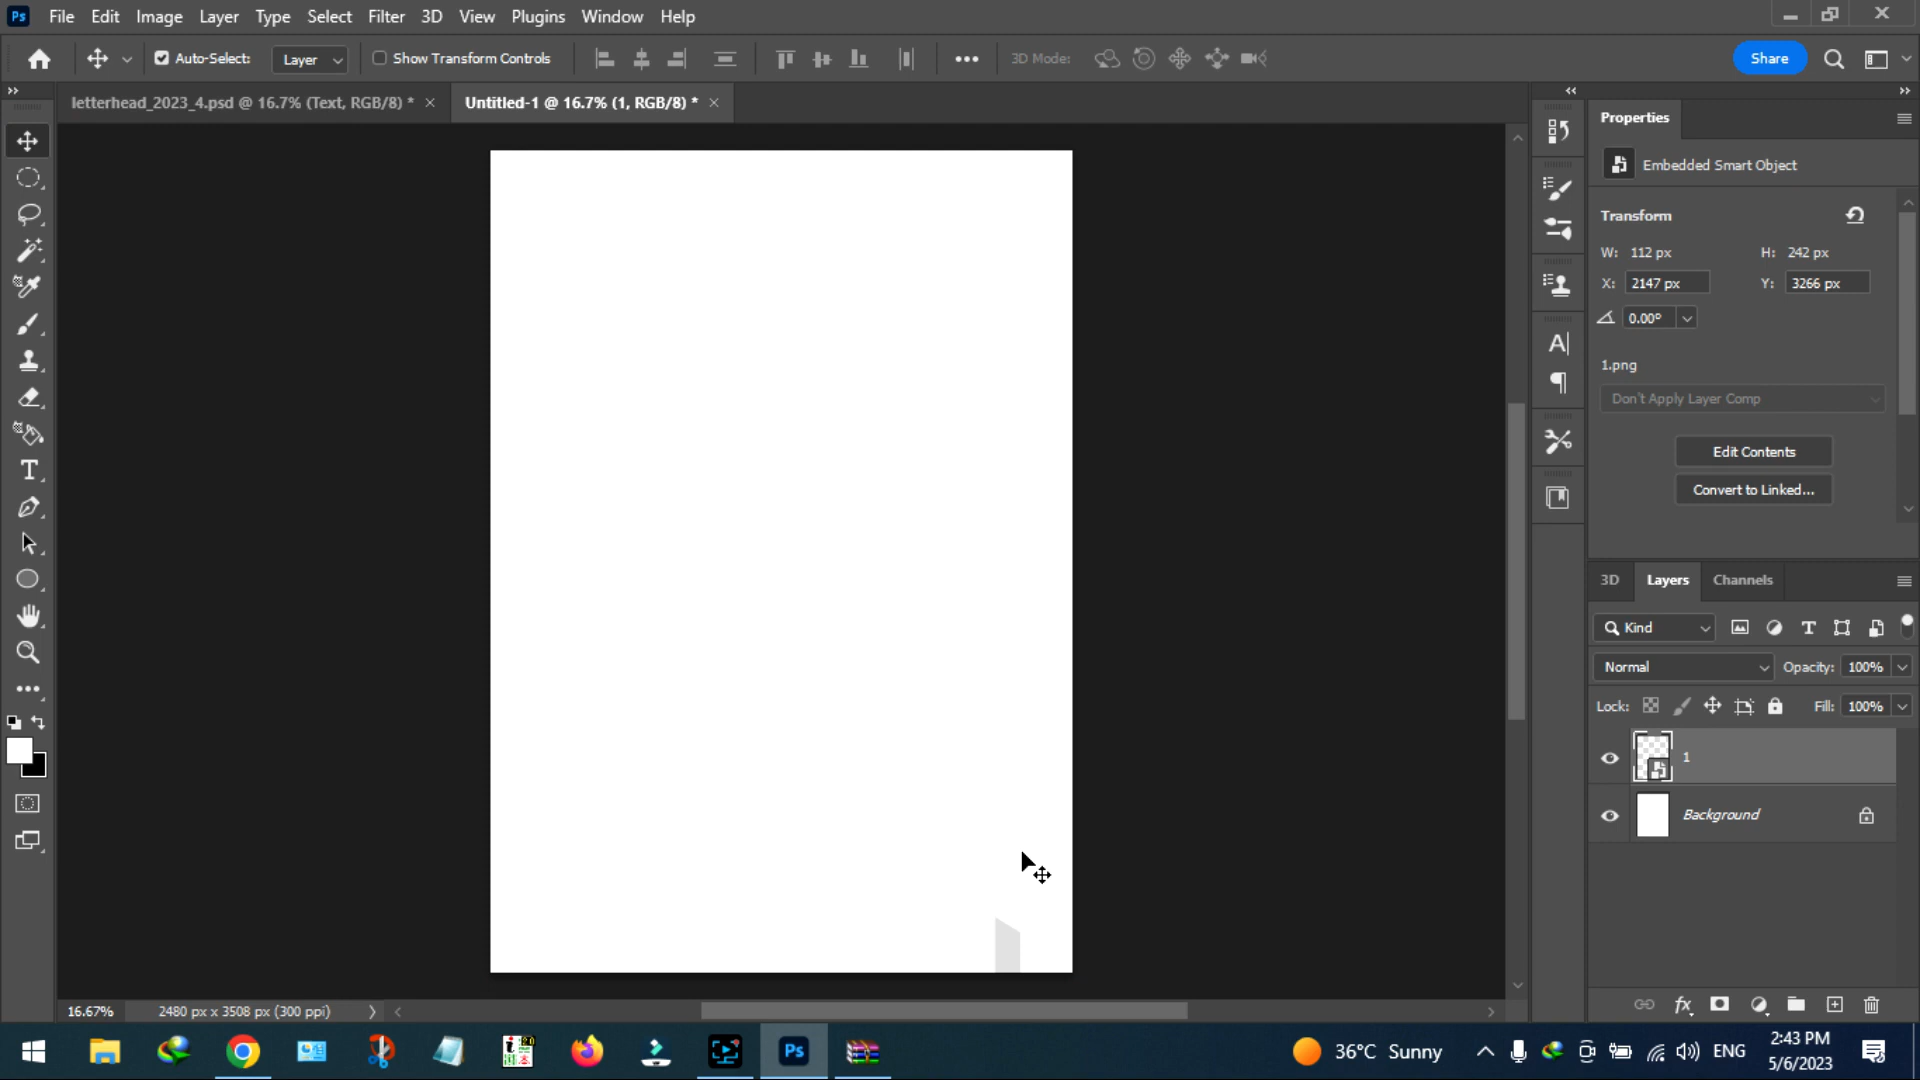 Ps File Edit Image Layer Type Select Filter 3D View Plugins Window Help
Auto-Select: Layer Show Transform Controls 3D Mode: Share
letterhead_2023_4.psd @ 16.7% (Text, RGB/8) *
Untitled-1 @ 16.7% (1, RGB/8) *
Properties
Embedded Smart Object
Transform
W: 112 px H: 242 px
X: 2147 px Y: 3266 px
0.00°
1.png
Don't Apply Layer Comp
Edit Contents
Convert to Linked...
3D Layers Channels
Kind
Normal Opacity: 100%
Lock: Fill: 100%
1
Background
16.67% 2480 px x 3508 px (300 ppi)
Ps
36°C Sunny
ENG
2:43 PM
5/6/2023